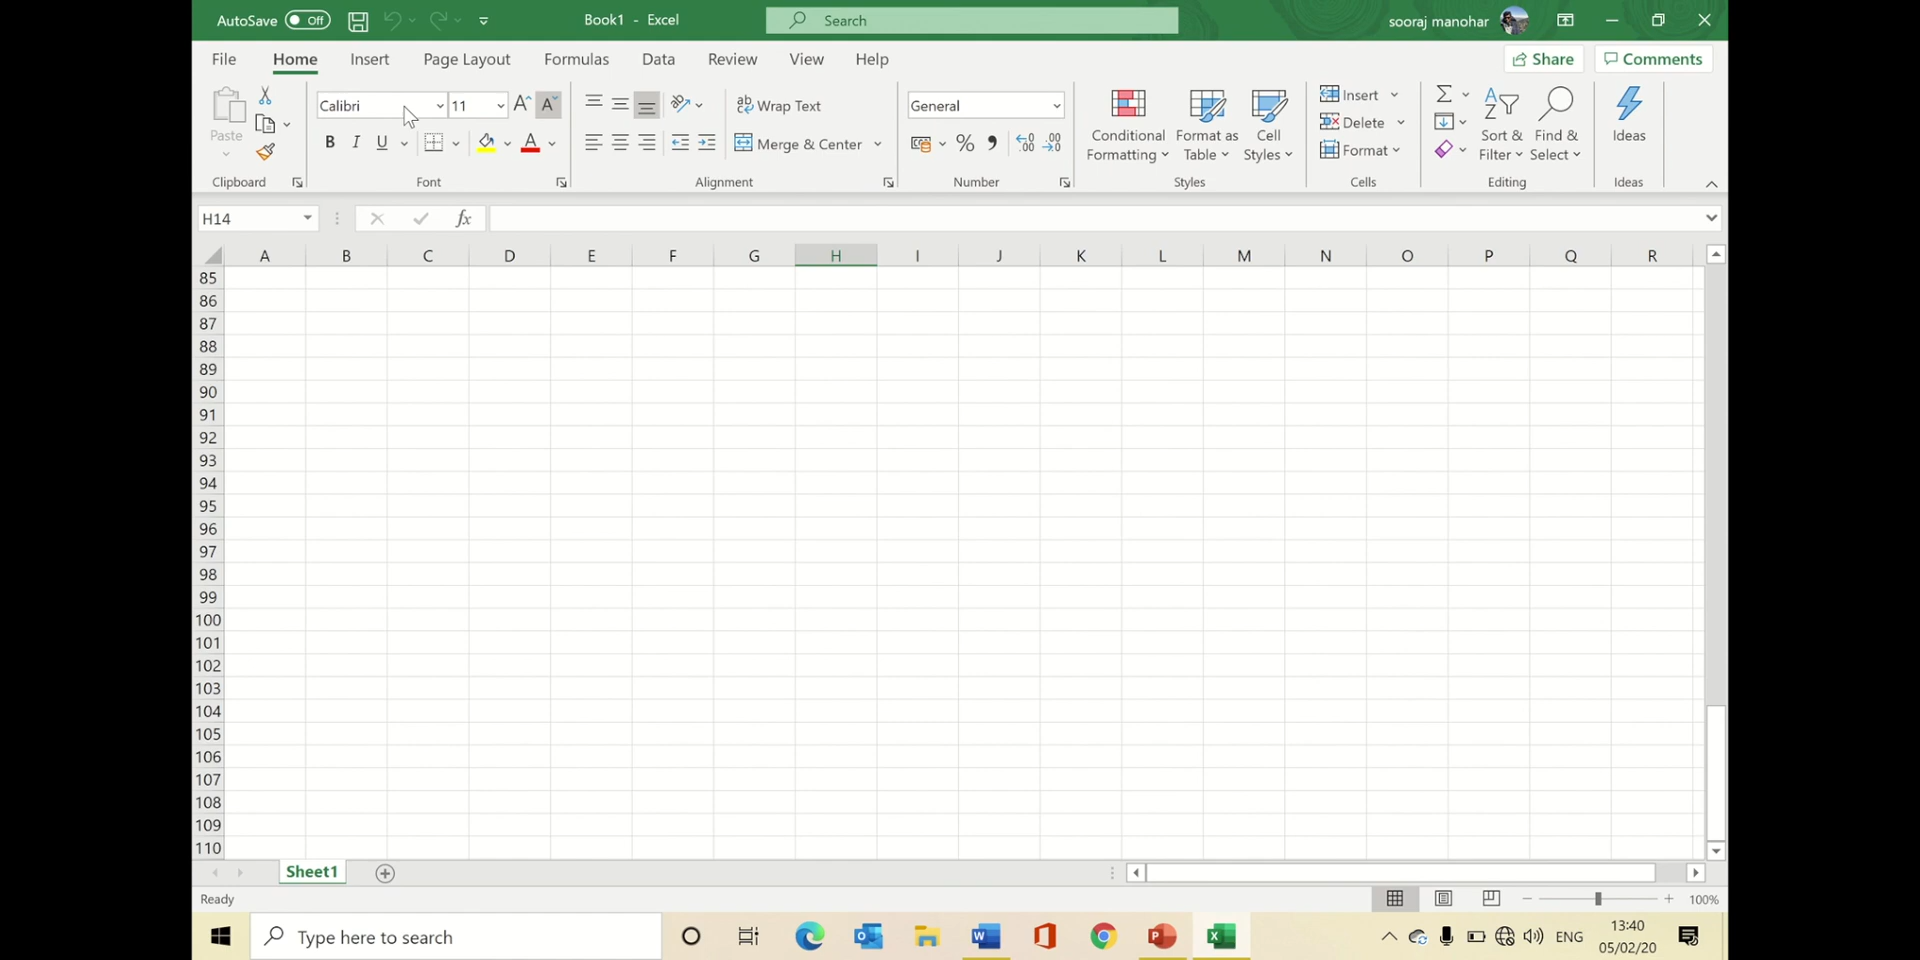 AutoSave Off Book1 - Excel Search sooraj manohar
File Home Insert Page Layout Formulas Data Review View Help Share Comments
Calibri 11 A A ab Wrap Text General Insert Σ A
Z
Paste Delete Conditional Format as Cell Sort & Find & Ideas
B I U A Merge & Center % , .00 .00 Formatting Table Styles Format Filter Select
Clipboard Font Alignment Number Styles Cells Editing Ideas
H14 fx
A B C D E F G H I J K L M N O P Q R
85
86
87
88
89
90
91
92
93
94
95
96
97
98
99
100
101
102
103
104
105
106
107
108
109
110
Sheet1
Ready 100%
Type here to search ENG 13:40
05/02/20